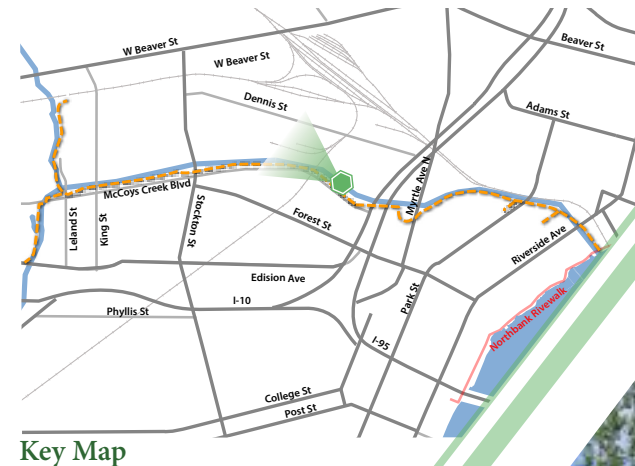 W Beaver St
Beaver St
W Beaver St
Dennis St
Adams St
McCoys Creek Blvd
Myrtle Ave N
Leland St
King St
Stockton St
Forest St
Riverside Ave
Edision Ave
I-10
Park St
Phyllis St
Northbank Rivewalk
I-95
College St
Post St
Key Map